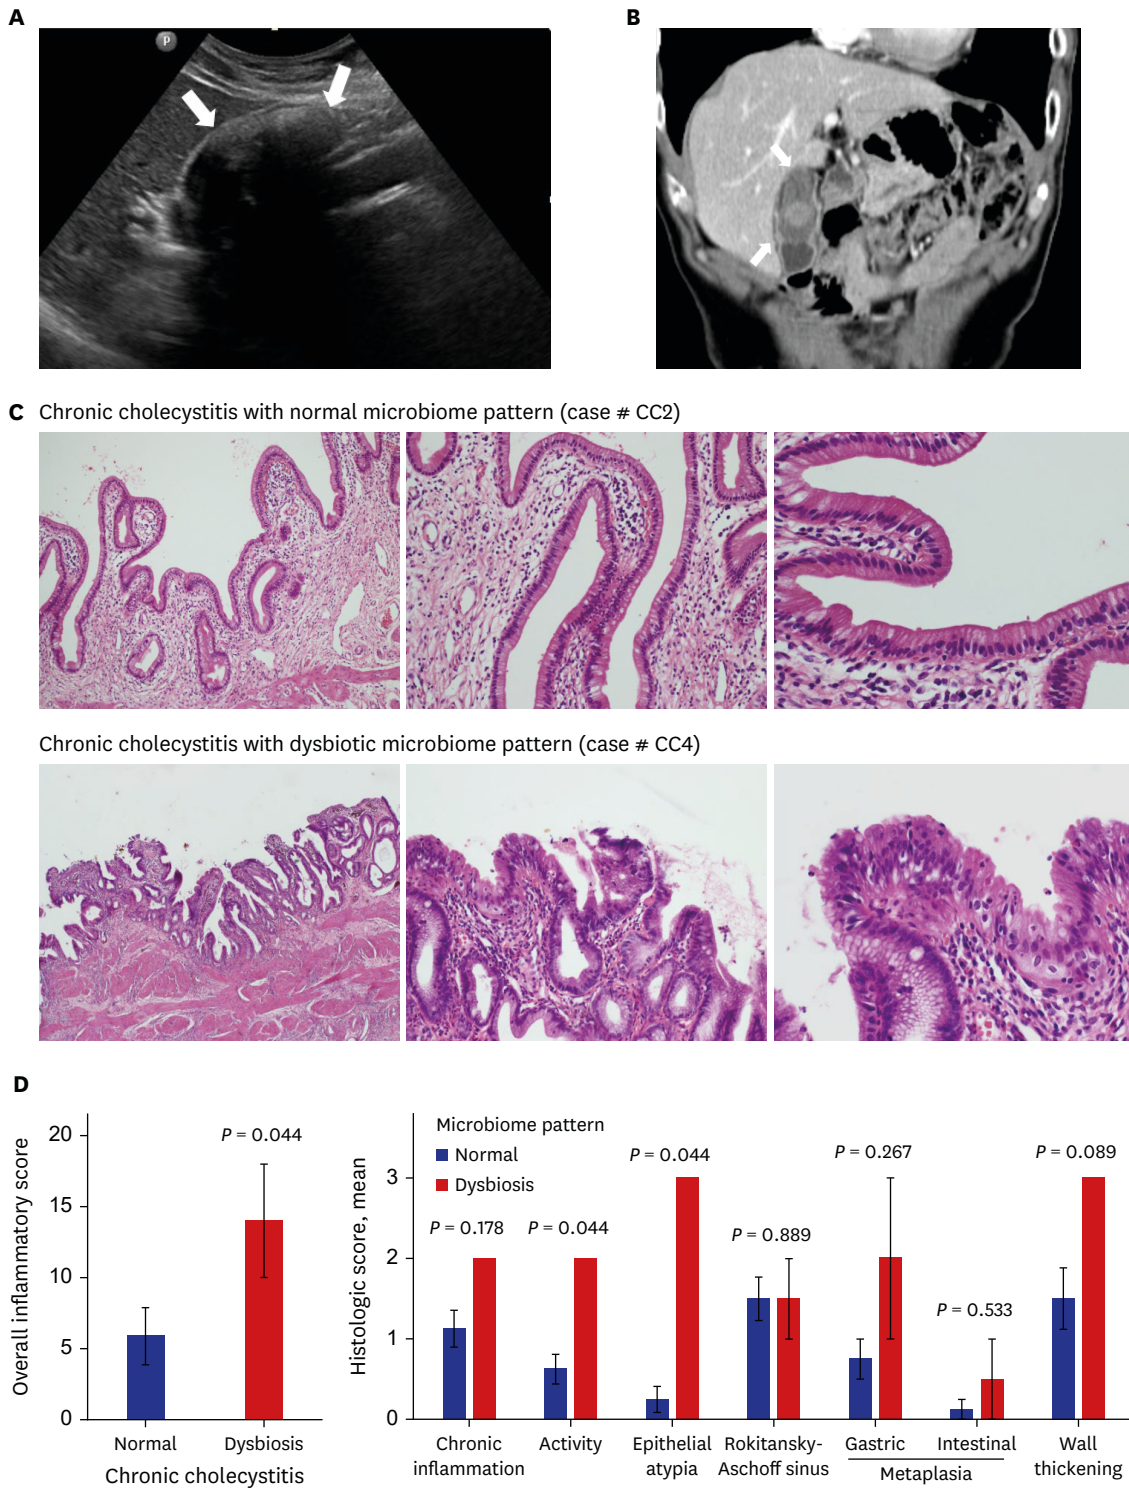 A
B
P
C Chronic cholecystitis with normal microbiome pattern (case # CC2)
Chronic cholecystitis with dysbiotic microbiome pattern (case # CC4)
D
Overall inflammatory score
20
15
10
5
0
P = 0.044
Normal
Dysbiosis
Chronic cholecystitis
Histologic score, mean
3
2
1
0
Microbiome pattern
Normal
Dysbiosis
P = 0.178
P = 0.044
P = 0.044
P = 0.889
P = 0.267
P = 0.533
P = 0.089
Chronic
inflammation
Activity
Epithelial
atypia
Rokitansky-
Aschoff sinus
Gastric
Intestinal
Metaplasia
Wall
thickening